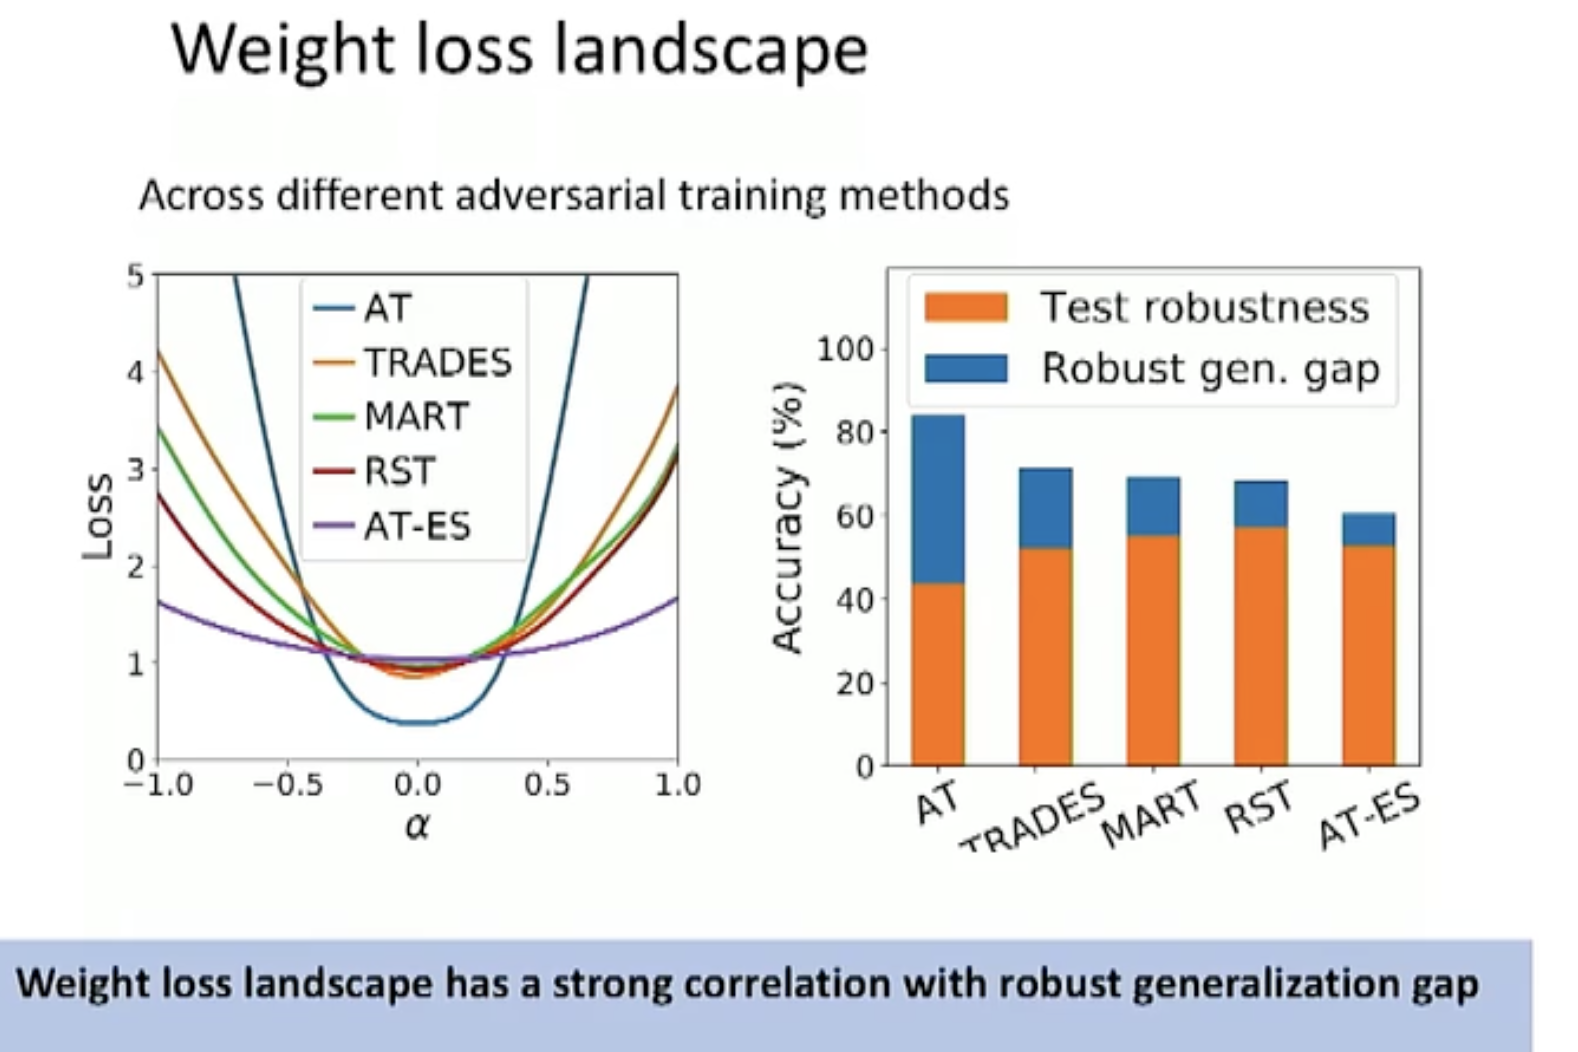 Weight loss landscape
Across different adversarial training methods
5
4
3
2
1
0
Loss
−1.0 −0.5 0.0 0.5 1.0
α
AT
TRADES
MART
RST
AT-ES
Test robustness
Robust gen. gap
100
80
60
40
20
0
Accuracy (%)
AT TRADES MART RST AT-ES
Weight loss landscape has a strong correlation with robust generalization gap